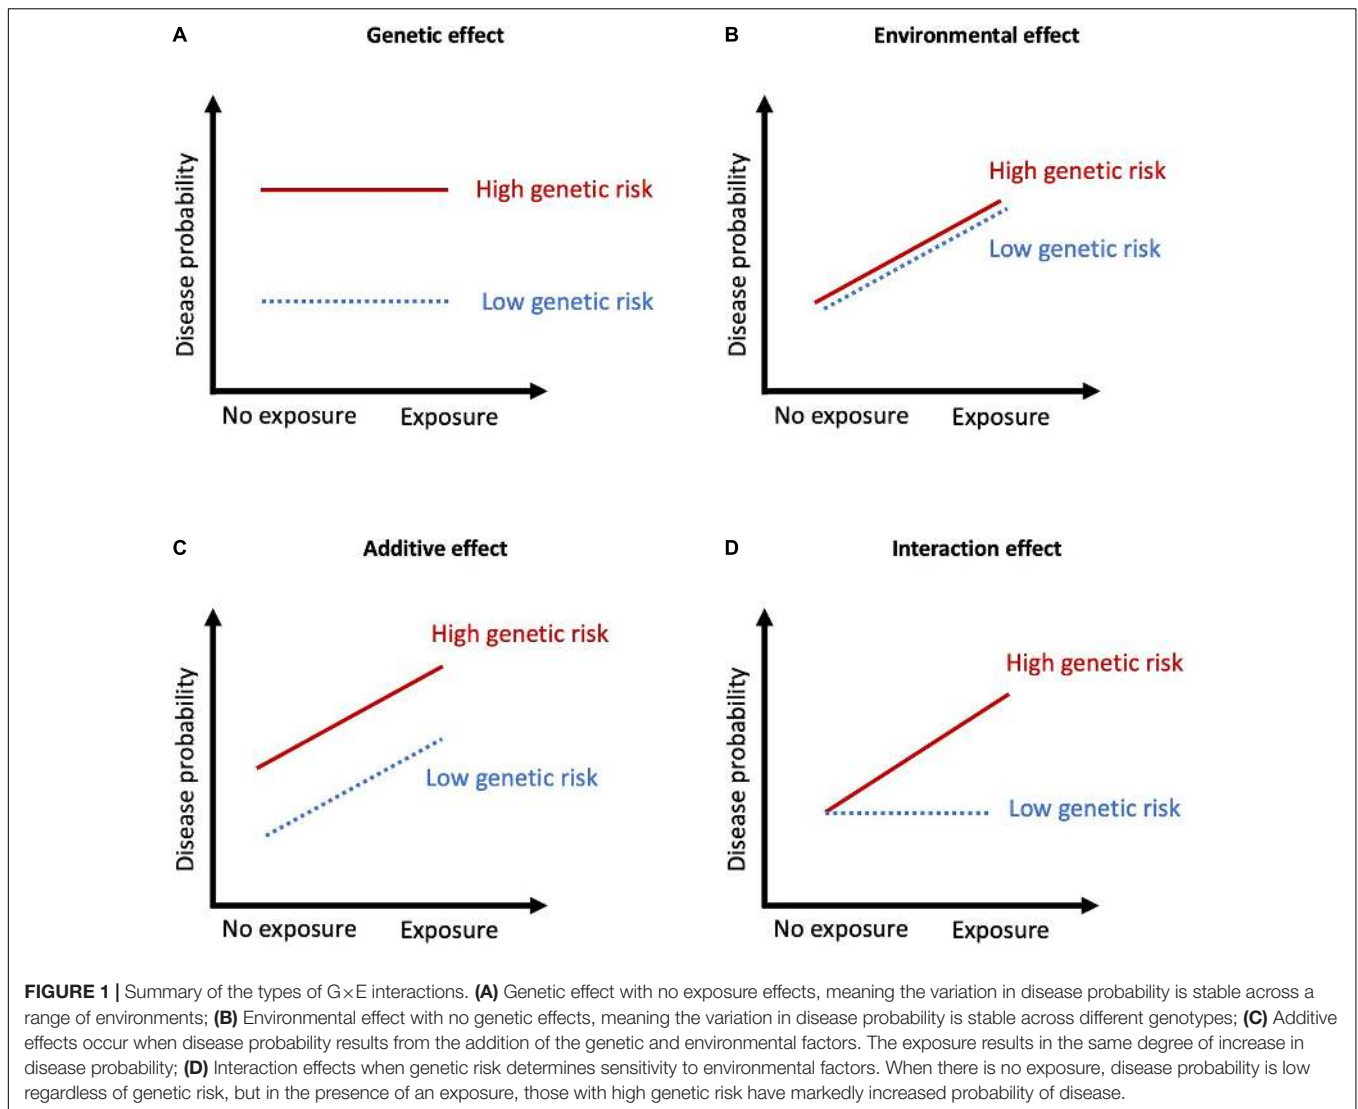 A
Genetic effect
Disease probability
High genetic risk
Low genetic risk
No exposure
Exposure
B
Environmental effect
Disease probability
High genetic risk
Low genetic risk
No exposure
Exposure
C
Additive effect
Disease probability
High genetic risk
Low genetic risk
No exposure
Exposure
D
Interaction effect
Disease probability
High genetic risk
Low genetic risk
No exposure
Exposure
FIGURE 1 | Summary of the types of G×E interactions. (A) Genetic effect with no exposure effects, meaning the variation in disease probability is stable across a
range of environments; (B) Environmental effect with no genetic effects, meaning the variation in disease probability is stable across different genotypes; (C) Additive
effects occur when disease probability results from the addition of the genetic and environmental factors. The exposure results in the same degree of increase in
disease probability; (D) Interaction effects when genetic risk determines sensitivity to environmental factors. When there is no exposure, disease probability is low
regardless of genetic risk, but in the presence of an exposure, those with high genetic risk have markedly increased probability of disease.